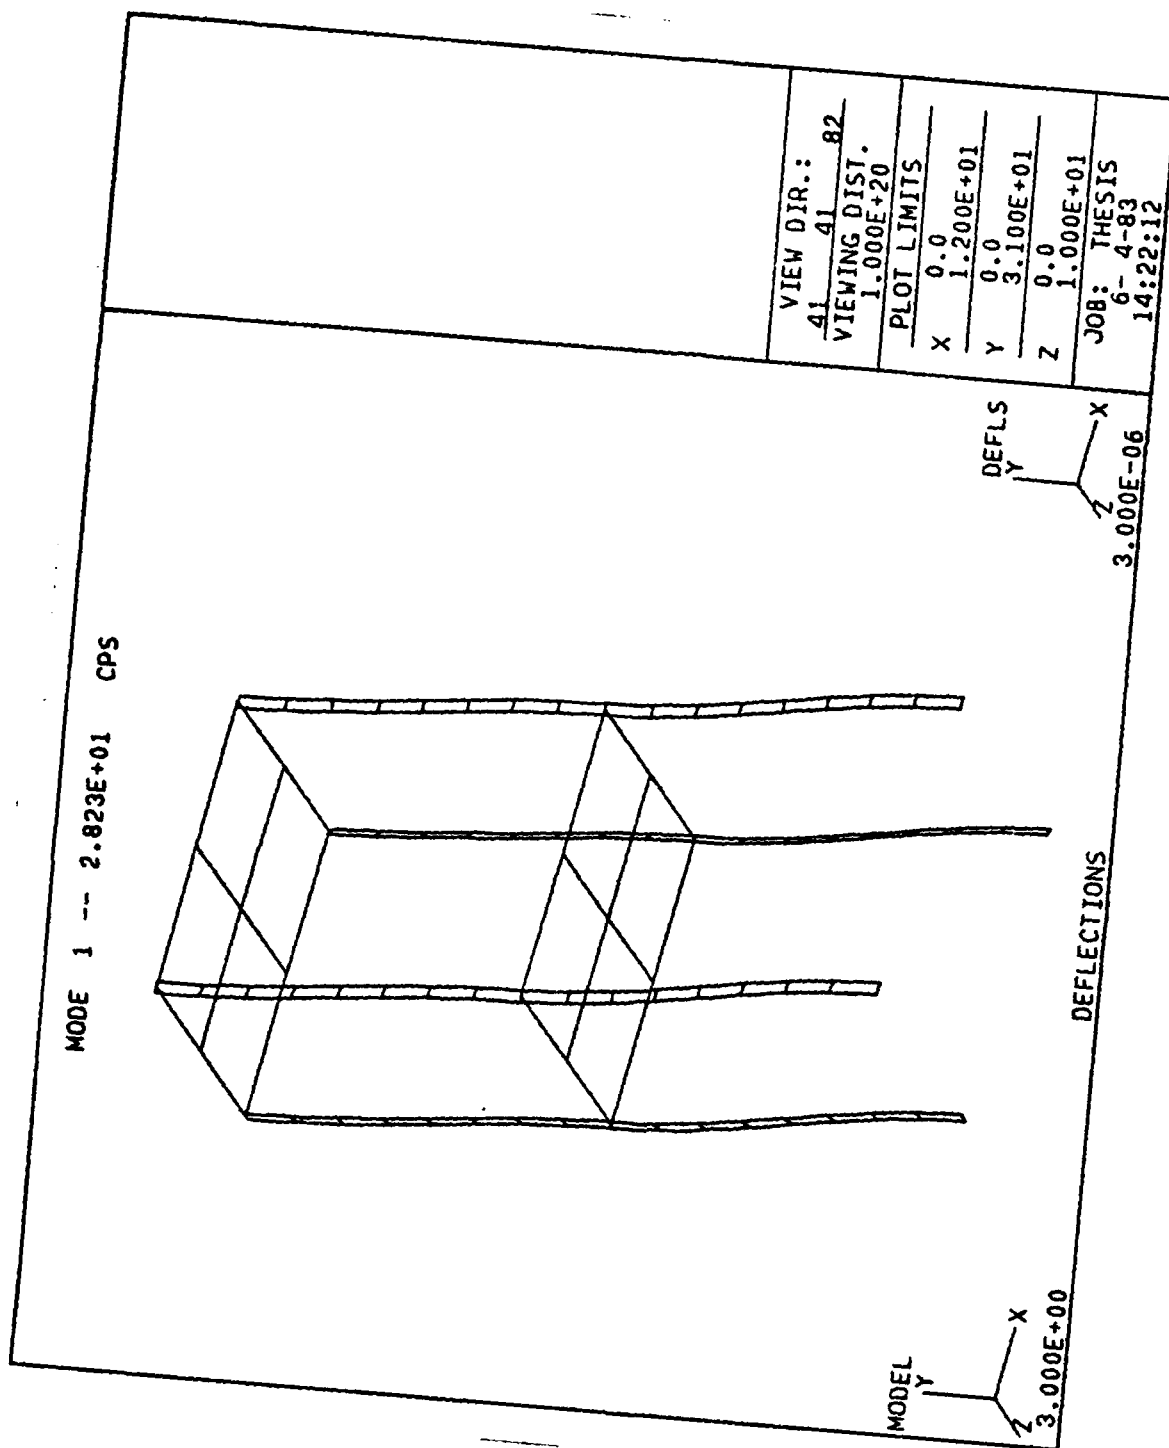 MODE 1 -- 2.823E+01 CPS
VIEW DIR.:
41 41 82
VIEWING DIST.
1.000E+20
PLOT LIMITS
X 0.0
1.200E+01
Y 0.0
3.100E+01
Z 0.0
1.000E+01
JOB: THESIS
6- 4-83
14:22:12
MODEL
Y
X
Z
3.000E+00
DEFLECTIONS
DEFLS
Y
X
Z
3.000E-06